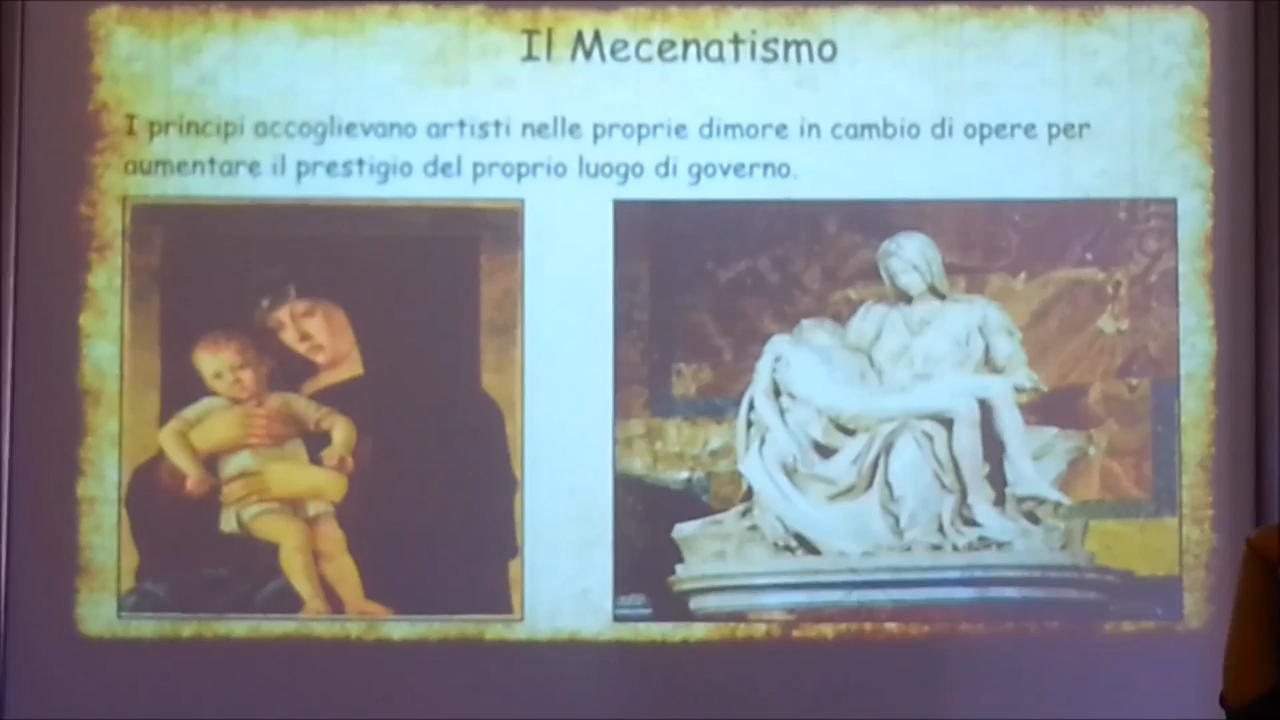 Il Mecenatismo
I principi accoglievano artisti nelle proprie dimore in cambio di opere per
aumentare il prestigio del proprio luogo di governo.